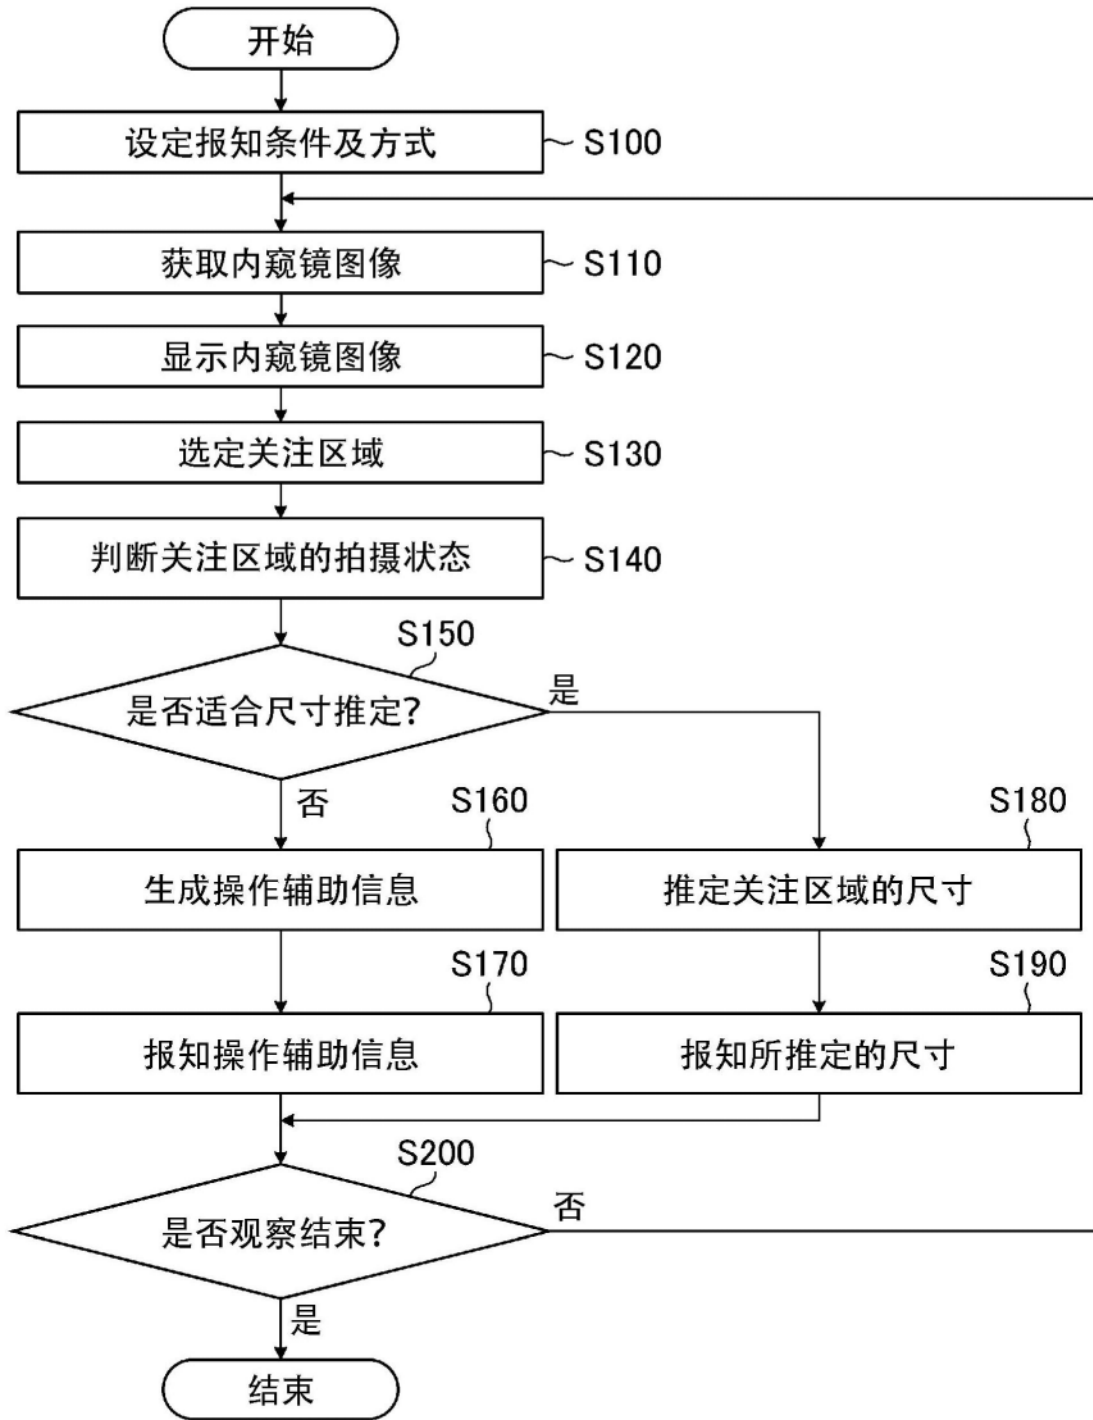 开始
设定报知条件及方式
S100
获取内窥镜图像
S110
显示内窥镜图像
S120
选定关注区域
S130
判断关注区域的拍摄状态
S140
S150
是否适合尺寸推定?
是
否
S160
生成操作辅助信息
S180
推定关注区域的尺寸
S170
报知操作辅助信息
S190
报知所推定的尺寸
S200
是否观察结束?
否
是
结束